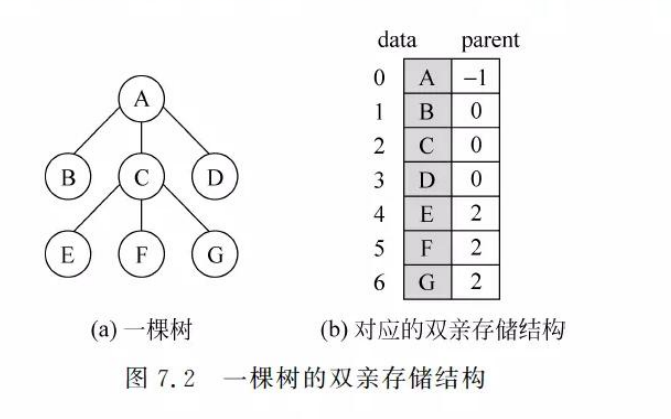 data parent
A
0 A -1
1 B 0
B C D
2 C 0
3 D 0
4 E 2
E F G
5 F 2
6 G 2
(a) 一棵树
(b) 对应的双亲存储结构
图 7.2 一棵树的双亲存储结构